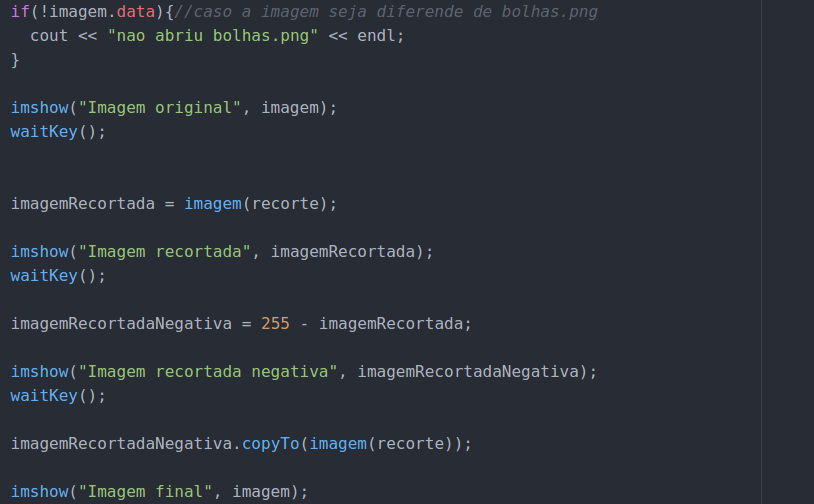 if(!imagem.data){//caso a imagem seja diferende de bolhas.png
  cout << "nao abriu bolhas.png" << endl;
}
imshow("Imagem original", imagem);
waitKey();
imagemRecortada = imagem(recorte);
imshow("Imagem recortada", imagemRecortada);
waitKey();
imagemRecortadaNegativa = 255 - imagemRecortada;
imshow("Imagem recortada negativa", imagemRecortadaNegativa);
waitKey();
imagemRecortadaNegativa.copyTo(imagem(recorte));
imshow("Imagem final", imagem);